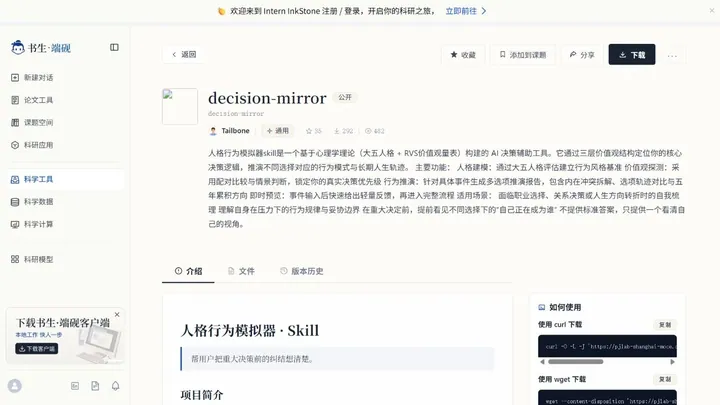 欢迎来到 Intern InkStone 注册 / 登录，开启你的科研之旅， 立即前往
书生·端砚
新建对话
论文工具
课题空间
科研应用
科学工具
科学数据
科学计算
科研模型
下载书生·端砚客户端
本地工作 快人一步
下载客户端
返回
收藏
添加到课题
分享
下载
...
decision-mirror 公开
decision-mirror
Tailbone 通用 292 482
人格行为模拟器skill是一个基于心理学理论（大五人格 + RVS价值观量表）构建的 AI 决策辅助工具。它通过三层价值观结构定位你的核心
决策逻辑，推演不同选择对应的行为模式与长期人生轨迹。 主要功能： 人格建模：通过大五人格评估建立行为风格基准 价值观探测：采
用配对比较与情景判断，锁定你的真实决策优先级 行为推演：针对具体事件生成多选项推演报告，包含内在冲突拆解、选项轨迹对比与五
年累积方向 即时预览：事件输入后快速给出轻量反馈，再进入完整流程 适用场景： 面临职业选择、关系决策或人生方向转折时的自我梳
理 理解自身在压力下的行为规律与妥协边界 在重大决定前，提前看见不同选择下的“自己正在成为谁” 不提供标准答案，只提供一个看清自
己的视角。
介绍
文件
版本历史
人格行为模拟器 · Skill
帮用户把重大决策前的纠结想清楚。
项目简介
如何使用
使用 curl 下载 复制
curl -O -L -J "https://pjlab-shanghai-mocm.
使用 wget 下载 复制
wget --content-disposition "https://pjlab-s